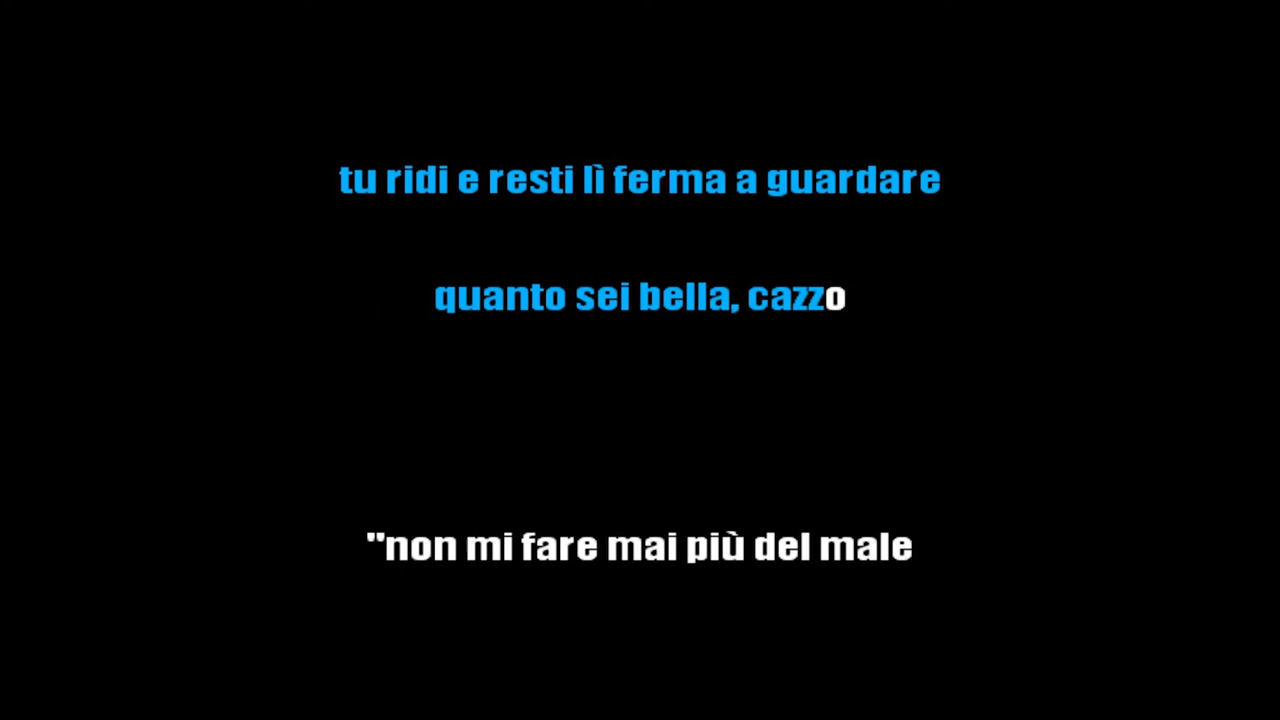 tu ridi e resti lì ferma a guardare
quanto sei bella, cazzo
"non mi fare mai più del male